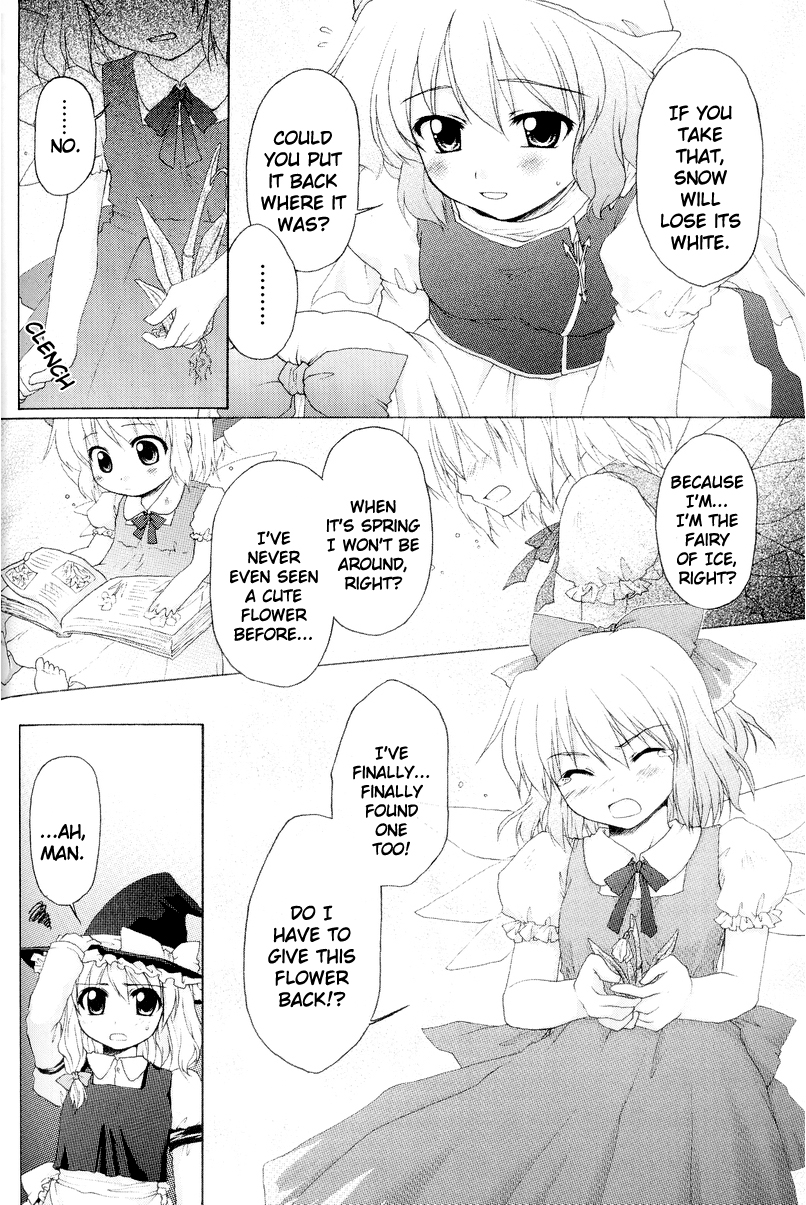 IF YOU
TAKE
THAT,
SNOW
WILL
LOSE ITS
WHITE.
COULD
YOU PUT
IT BACK
WHERE IT
WAS?
.......
......
NO.
CLENCH
BECAUSE
I'M...
I'M THE
FAIRY
OF ICE,
RIGHT?
WHEN
IT'S SPRING
I WON'T BE
AROUND,
RIGHT?
I'VE
NEVER
EVEN SEEN
A CUTE
FLOWER
BEFORE...
I'VE
FINALLY...
FINALLY
FOUND
ONE
TOO!
DO I
HAVE TO
GIVE THIS
FLOWER
BACK!?
...AH,
MAN.